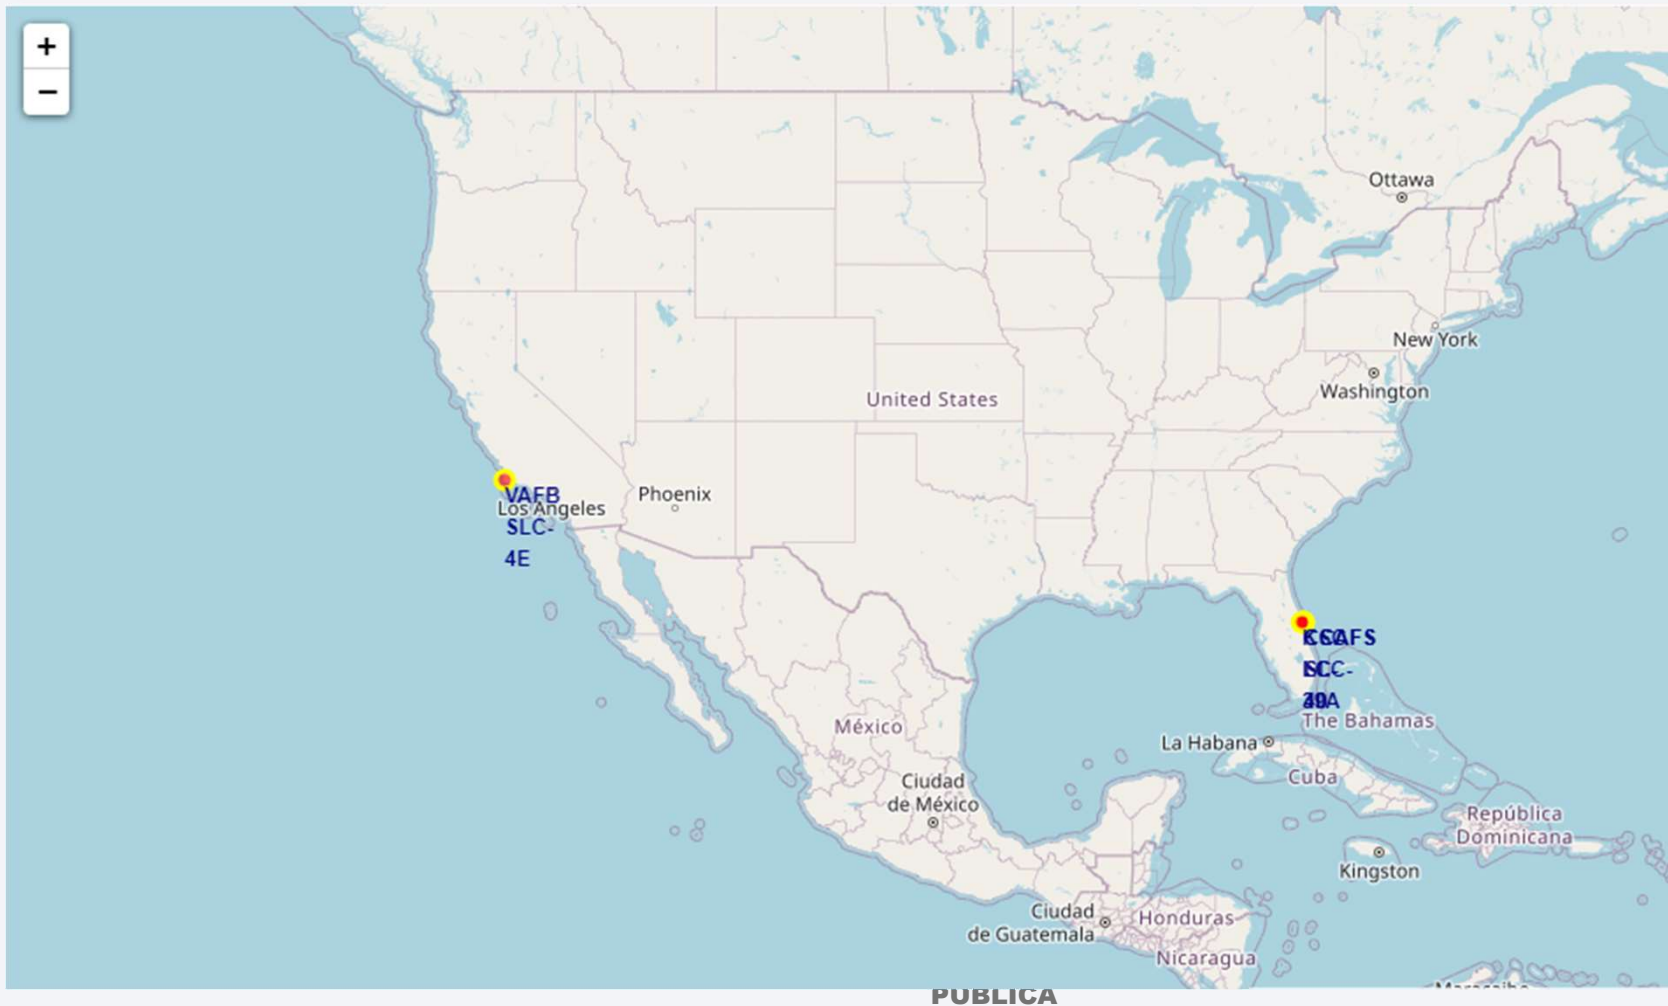 +
−
Ottawa
New York
Washington
United States
VAFB
Los Angeles
SLC-
4E
Phoenix
The Bahamas
La Habana
México
Cuba
Ciudad
de México
República
Dominicana
Kingston
Ciudad
de Guatemala
Honduras
Nicaragua
PÚBLICA